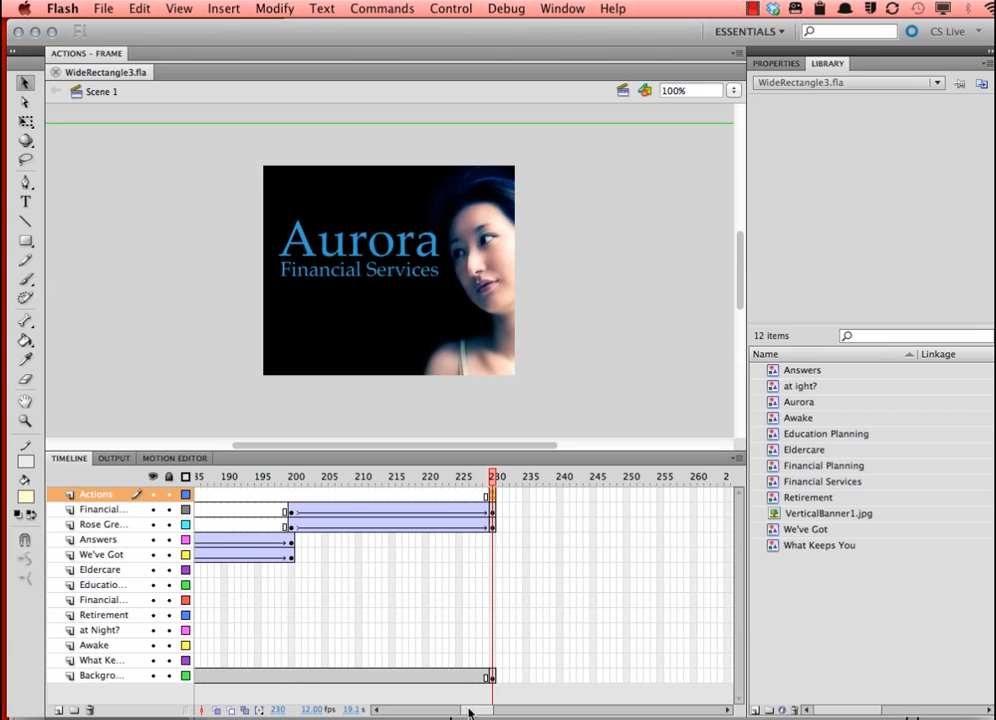 Flash File Edit View Insert Modify Text Commands Control Debug Window Help
ESSENTIALS CS Live
ACTIONS - FRAME
WideRectangle3.fla
Scene 1
100%
PROPERTIES LIBRARY
WideRectangle3.fla
Aurora
Financial Services
12 items
Name Linkage
Answers
at ight?
Aurora
Awake
Education Planning
Eldercare
Financial Planning
Financial Services
Retirement
VerticalBanner1.jpg
We've Got
What Keeps You
TIMELINE OUTPUT MOTION EDITOR
190 195 200 205 210 215 220 225 230 235 240 245 250 255 260
Actions
Financial...
Rose Gre...
Answers
We've Got
Eldercare
Educatio...
Financial...
Retirement
at Night?
Awake
What Ke...
Backgro...
230 12.00 fps 19.1 s